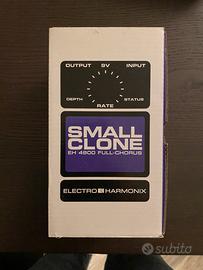 OUTPUT 9V INPUT
DEPTH STATUS
RATE
SMALL
CLONE
EH 4600 FULL-CHORUS
ELECTRO-HARMONIX
subito